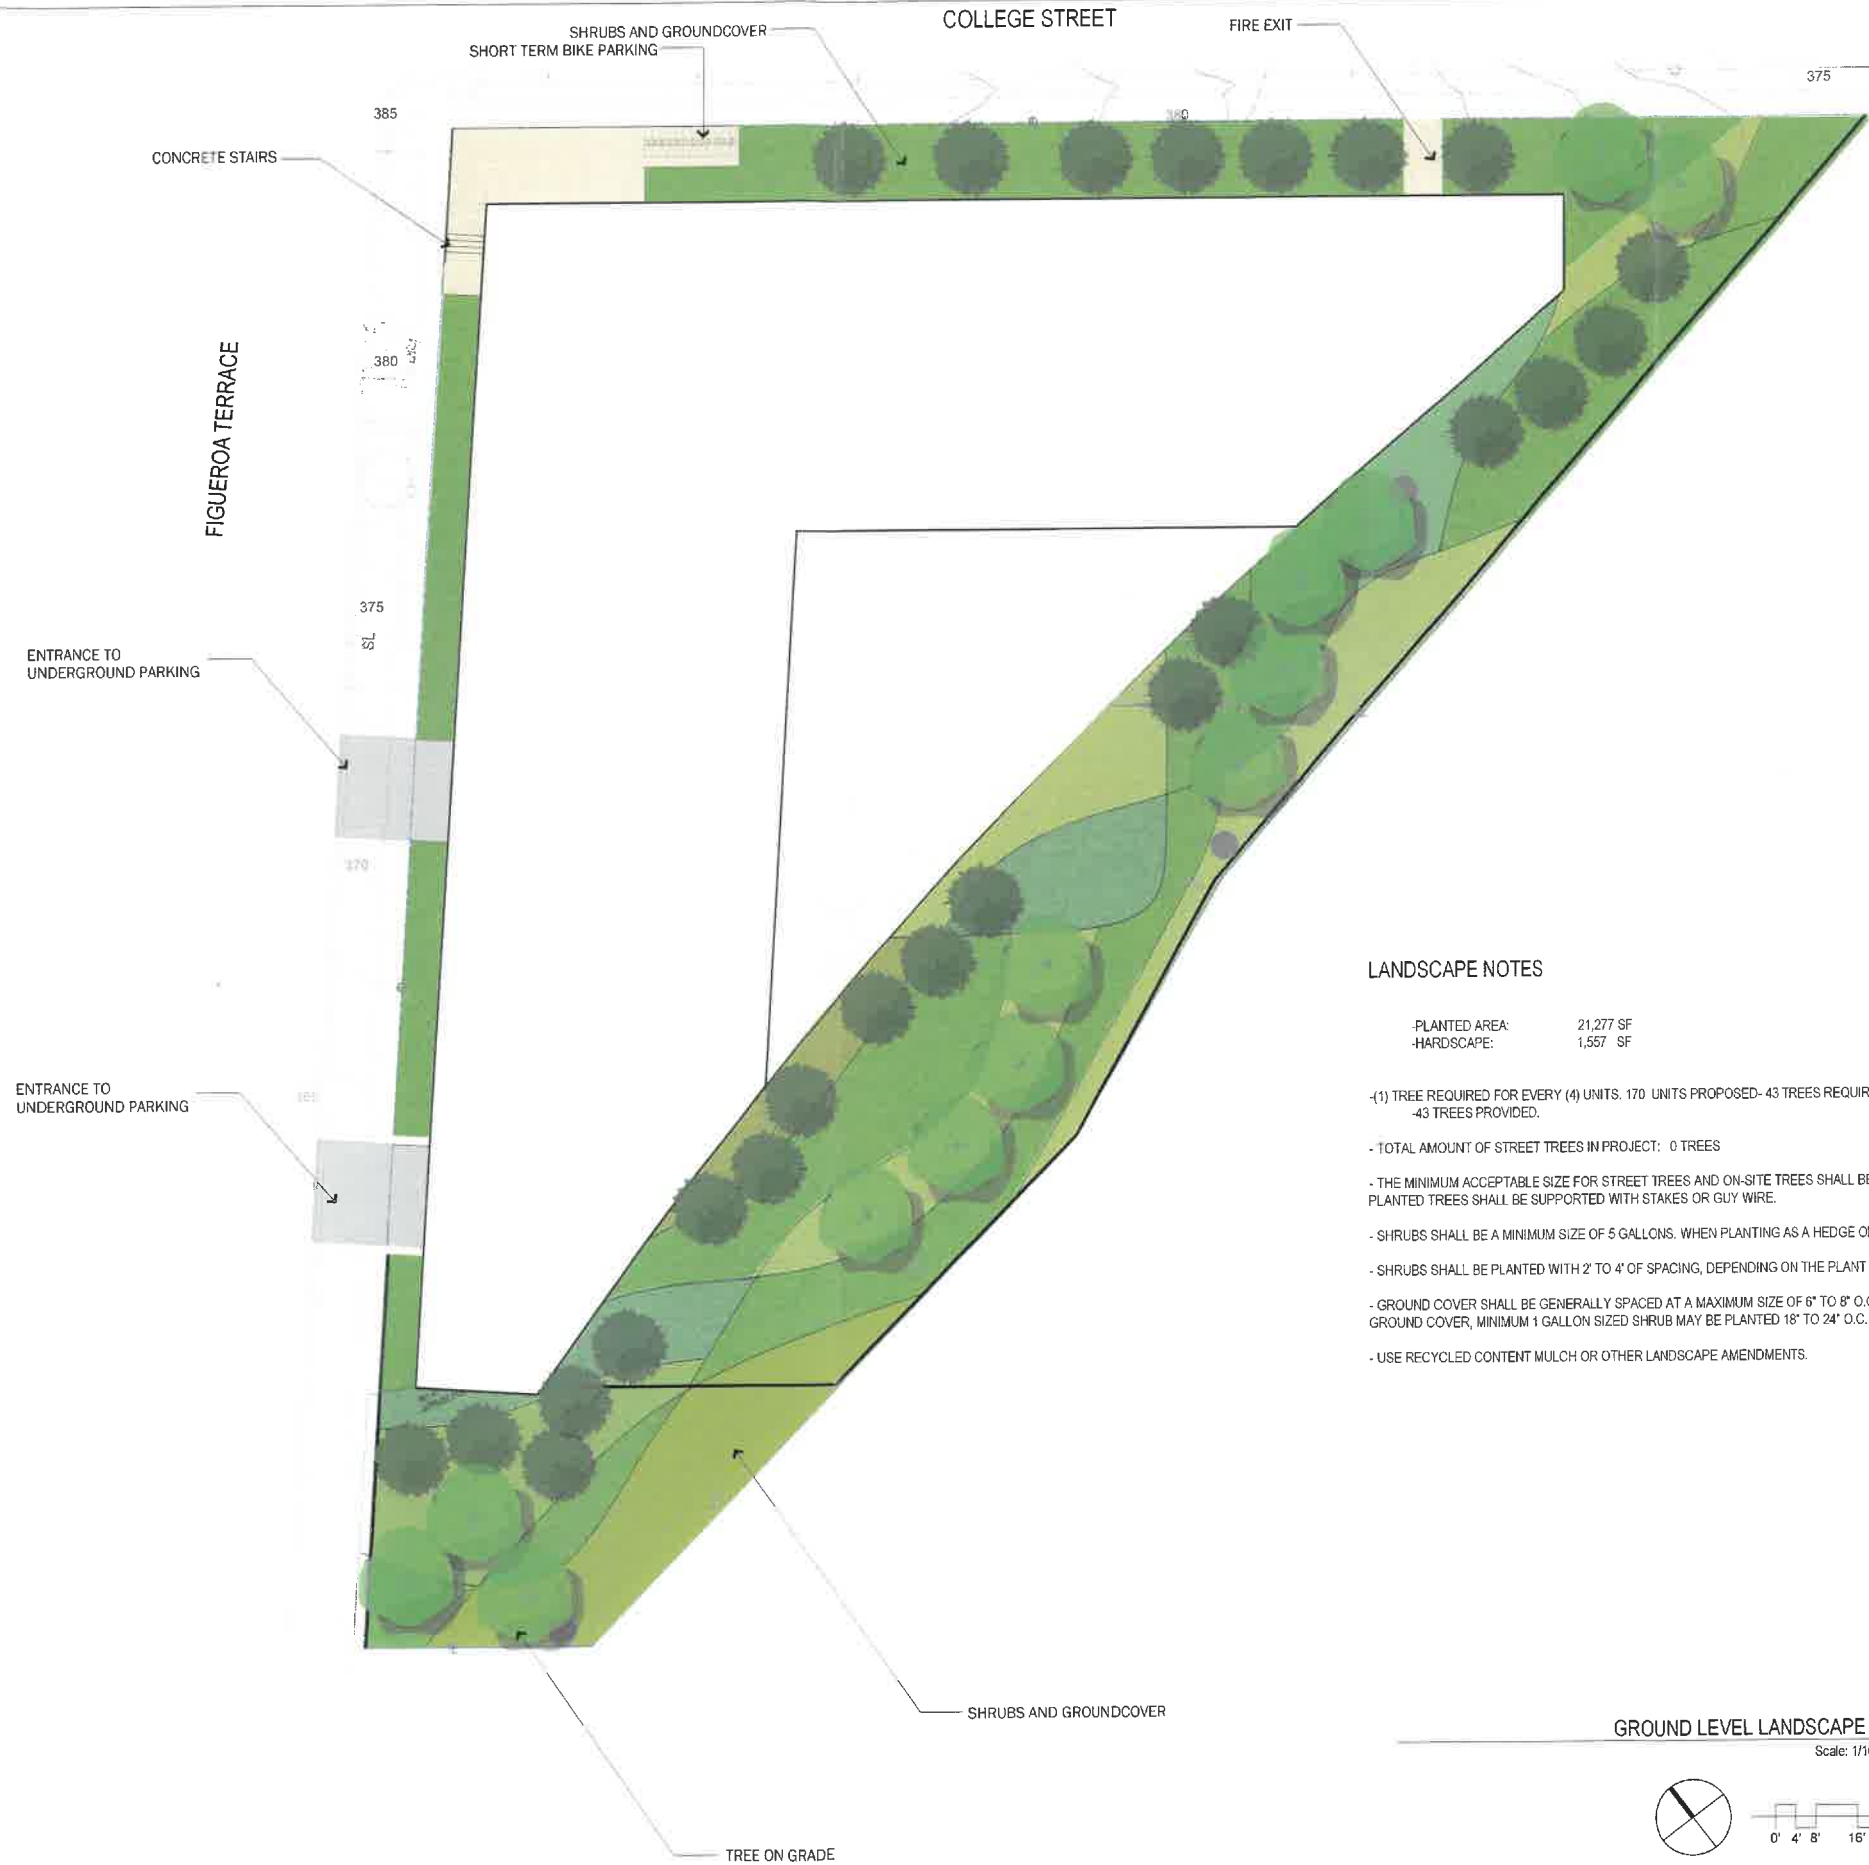 COLLEGE STREET
SHRUBS AND GROUNDCOVER
SHORT TERM BIKE PARKING
FIRE EXIT
375
385
380
CONCRETE STAIRS
FIGUEROA TERRACE
380
375
ENTRANCE TO
UNDERGROUND PARKING
370
ENTRANCE TO
UNDERGROUND PARKING
LANDSCAPE NOTES
-PLANTED AREA: 21,277 SF
-HARDSCAPE: 1,557 SF
-(1) TREE REQUIRED FOR EVERY (4) UNITS. 170 UNITS PROPOSED- 43 TREES REQUIR
-43 TREES PROVIDED.
- TOTAL AMOUNT OF STREET TREES IN PROJECT: 0 TREES
- THE MINIMUM ACCEPTABLE SIZE FOR STREET TREES AND ON-SITE TREES SHALL BE
PLANTED TREES SHALL BE SUPPORTED WITH STAKES OR GUY WIRE.
- SHRUBS SHALL BE A MINIMUM SIZE OF 5 GALLONS. WHEN PLANTING AS A HEDGE O
- SHRUBS SHALL BE PLANTED WITH 2' TO 4' OF SPACING, DEPENDING ON THE PLANT
- GROUND COVER SHALL BE GENERALLY SPACED AT A MAXIMUM SIZE OF 6" TO 8" O.C
GROUND COVER, MINIMUM 1 GALLON SIZED SHRUB MAY BE PLANTED 18" TO 24" O.C.
- USE RECYCLED CONTENT MULCH OR OTHER LANDSCAPE AMENDMENTS.
SHRUBS AND GROUNDCOVER
TREE ON GRADE
GROUND LEVEL LANDSCAPE
Scale: 1/1
0' 4' 8' 16'